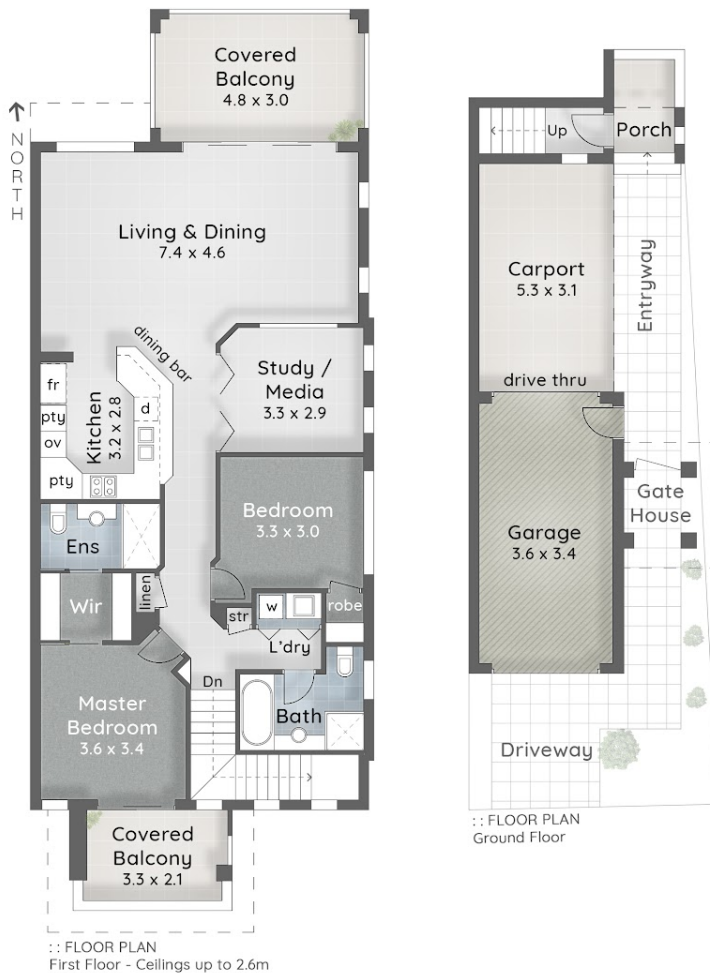 Covered
Balcony
4.8 x 3.0
NORTH
Living & Dining
7.4 x 4.6
dining bar
fr
pty
ov
pty
Kitchen
3.2 x 2.8
d
Study /
Media
3.3 x 2.9
Bedroom
3.3 x 3.0
Ens
Wir
linen
str
w
L'dry
robe
Master
Bedroom
3.6 x 3.4
Dn
Bath
Covered
Balcony
3.3 x 2.1
:: FLOOR PLAN
First Floor - Ceilings up to 2.6m
Up
Porch
Carport
5.3 x 3.1
Entryway
drive thru
Garage
3.6 x 3.4
Gate
House
Driveway
:: FLOOR PLAN
Ground Floor